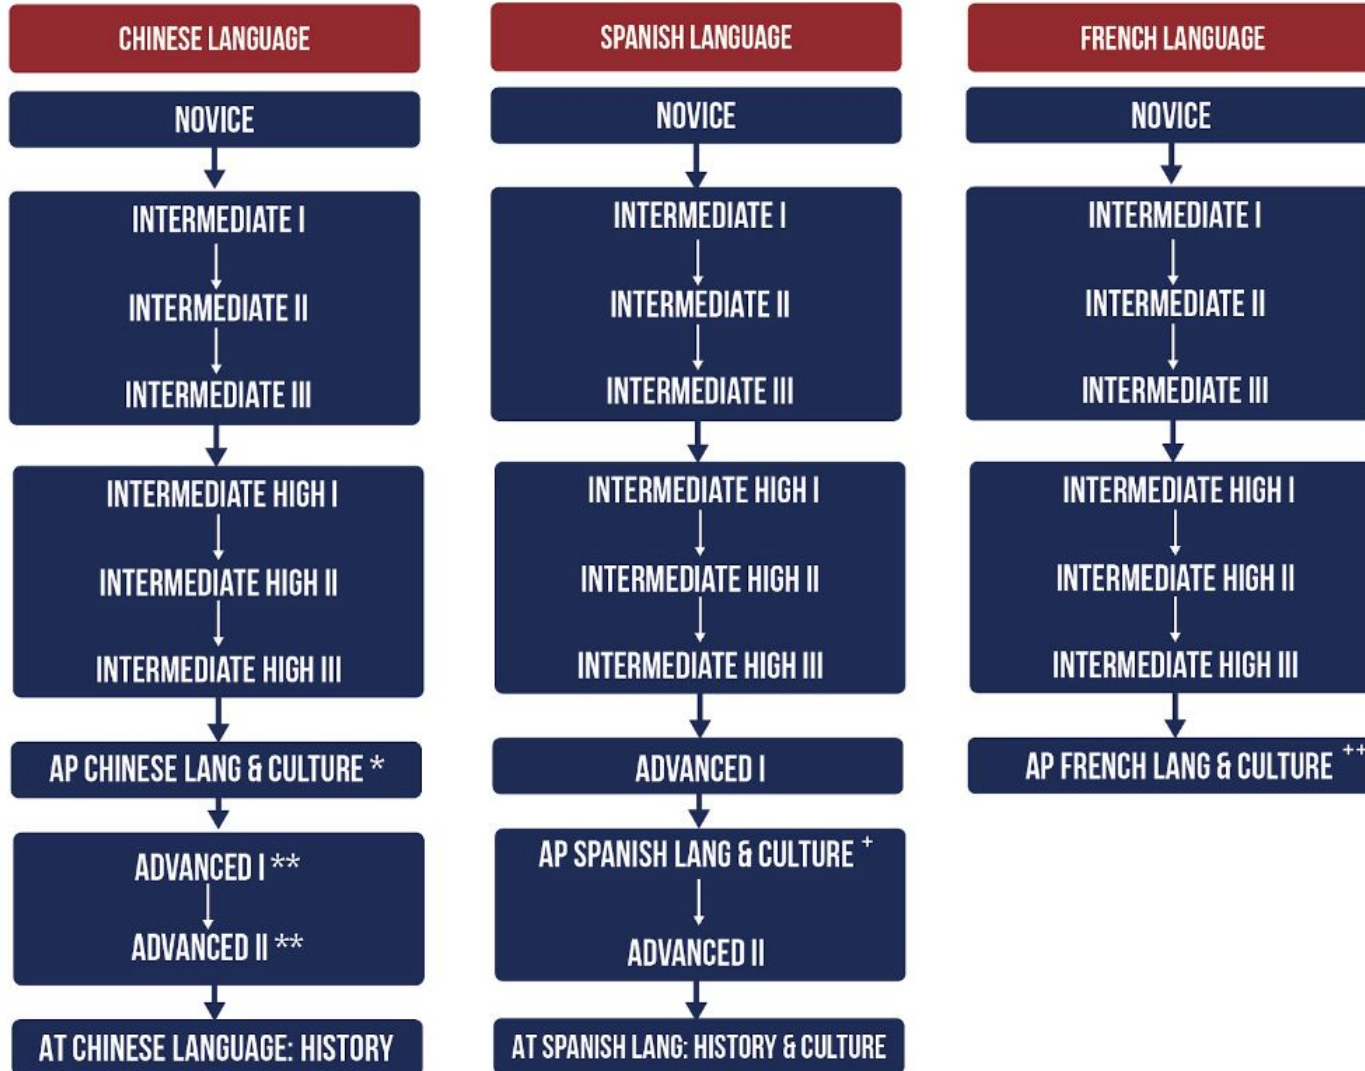 CHINESE LANGUAGE
NOVICE
INTERMEDIATE I
INTERMEDIATE II
INTERMEDIATE III
INTERMEDIATE HIGH I
INTERMEDIATE HIGH II
INTERMEDIATE HIGH III
AP CHINESE LANG & CULTURE *
ADVANCED I **
ADVANCED II **
AT CHINESE LANGUAGE: HISTORY
SPANISH LANGUAGE
NOVICE
INTERMEDIATE I
INTERMEDIATE II
INTERMEDIATE III
INTERMEDIATE HIGH I
INTERMEDIATE HIGH II
INTERMEDIATE HIGH III
ADVANCED I
AP SPANISH LANG & CULTURE +
ADVANCED II
AT SPANISH LANG: HISTORY & CULTURE
FRENCH LANGUAGE
NOVICE
INTERMEDIATE I
INTERMEDIATE II
INTERMEDIATE III
INTERMEDIATE HIGH I
INTERMEDIATE HIGH II
INTERMEDIATE HIGH III
AP FRENCH LANG & CULTURE ++